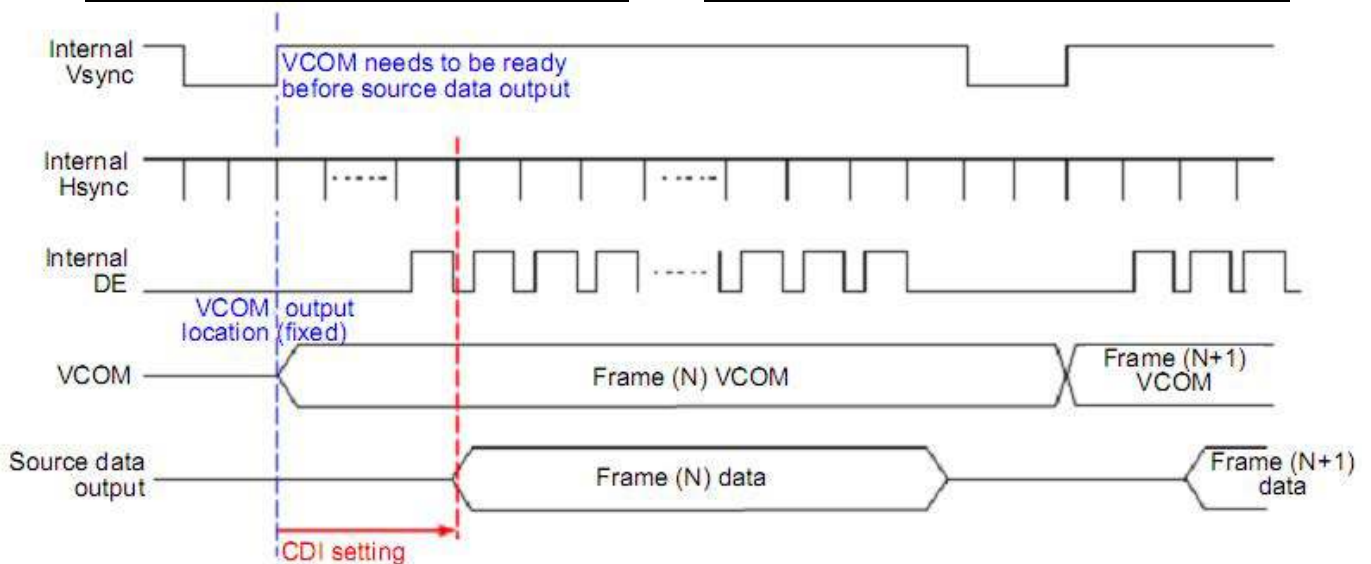 Internal
Vsync
VCOM needs to be ready
before source data output
Internal
Hsync
Internal
DE
VCOM output
location (fixed)
VCOM
Frame (N) VCOM
Frame (N+1)
VCOM
Source data
output
Frame (N) data
Frame (N+1)
data
CDI setting